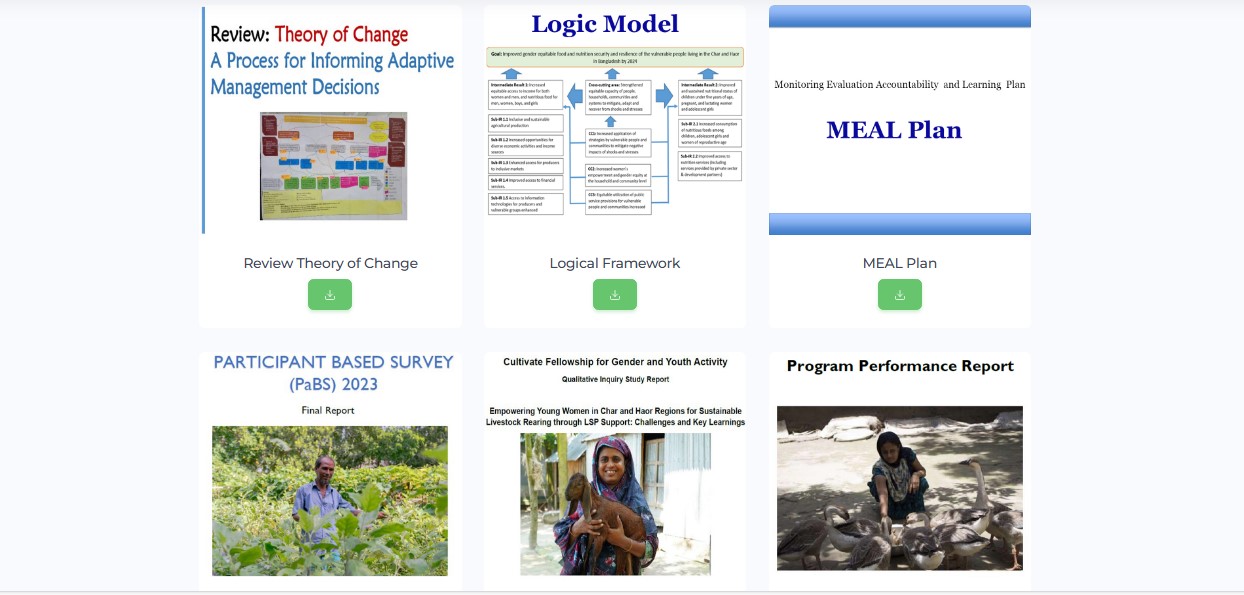 Review: Theory of Change
A Process for Informing Adaptive
Management Decisions
Review Theory of Change
Logic Model
Goal: Improved gender equitable food and nutrition security and resilience of the vulnerable people living in the Char and Haor
in Bangladesh by 2024
Intermediate Result 1: Increased
equitable access to income for both
women and men, and nutritious food for
men, women, boys, and girls.
Sub-IR 1.1 Inclusive and sustainable
agricultural production
Sub-IR 1.2 Increased opportunities for
diverse economic activities and income
sources
Sub-IR 1.3 Enhanced access for producers
to inclusive markets
Sub-IR 1.4 Improved access to financial
services.
Sub-IR 1.5 Access to information
technologies for producers and
vulnerable groups enhanced
Cross-cutting area: Strengthened
equitable capacity of people,
households, communities and
systems to mitigate, adapt and
recover from shocks and stresses
CC1: Increased application of
strategies by vulnerable people and
communities to mitigate negative
impacts of shocks and stresses.
CC2: Increased women's
empowerment and gender equity at
the household and community level
CC3: Equitable utilization of public
service provisions for vulnerable
people and communities increased
Intermediate Result 2: Improved
and sustained nutritional status of
children under five years of age,
pregnant, and lactating women
and adolescent girls
Sub-IR 2.1 Increased consumption
of nutritious foods among
children, adolescent girls and
women of reproductive age
Sub-IR 2.2 Improved access to
nutrition services (including
services provided by private sector
& development partners)
Logical Framework
Monitoring Evaluation Accountability and Learning Plan
MEAL Plan
MEAL Plan
PARTICIPANT BASED SURVEY
(PaBS) 2023
Final Report
Cultivate Fellowship for Gender and Youth Activity
Qualitative Inquiry Study Report
Empowering Young Women in Char and Haor Regions for Sustainable
Livestock Rearing through LSP Support: Challenges and Key Learnings
Program Performance Report